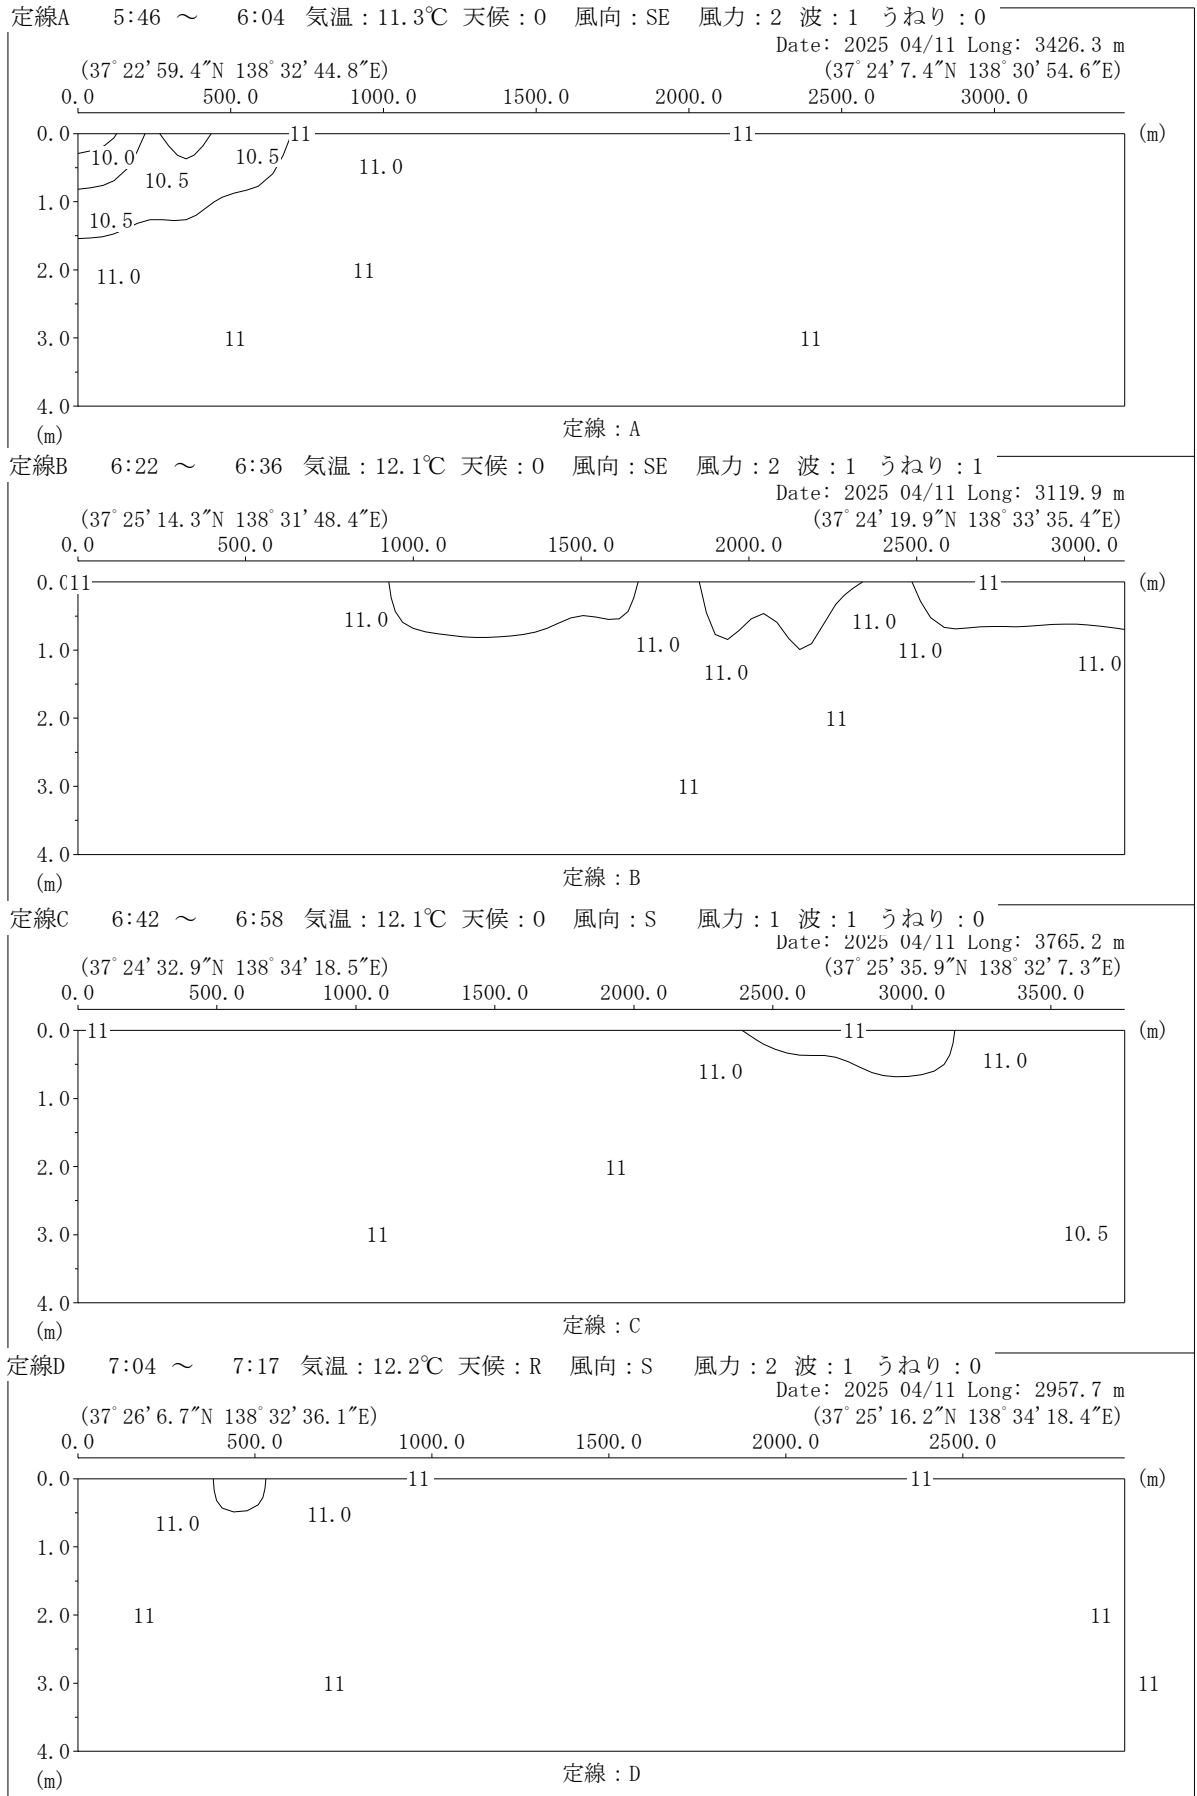 定線A 5:46 ～ 6:04 気温：11.3℃ 天候：O 風向：SE 風力：2 波：1 うねり：0
Date: 2025 04/11 Long: 3426.3 m
(37°22'59.4″N 138°32'44.8″E) (37°24'7.4″N 138°30'54.6″E)
0.0 500.0 1000.0 1500.0 2000.0 2500.0 3000.0
0.0 11 11 (m)
10.0 10.5 11.0
10.5
1.0
10.5
2.0 11.0 11
3.0 11 11
4.0
(m) 定線：A
定線B 6:22 ～ 6:36 気温：12.1℃ 天候：O 風向：SE 風力：2 波：1 うねり：1
Date: 2025 04/11 Long: 3119.9 m
(37°25'14.3″N 138°31'48.4″E) (37°24'19.9″N 138°33'35.4″E)
0.0 500.0 1000.0 1500.0 2000.0 2500.0 3000.0
0.0 11 11 (m)
11.0 11.0
1.0 11.0 11.0
11.0 11.0
2.0 11
3.0 11
4.0
(m) 定線：B
定線C 6:42 ～ 6:58 気温：12.1℃ 天候：O 風向：S 風力：1 波：1 うねり：0
Date: 2025 04/11 Long: 3765.2 m
(37°24'32.9″N 138°34'18.5″E) (37°25'35.9″N 138°32'7.3″E)
0.0 500.0 1000.0 1500.0 2000.0 2500.0 3000.0 3500.0
0.0 11 11 (m)
11.0 11.0
1.0
2.0 11
3.0 11 10.5
4.0
(m) 定線：C
定線D 7:04 ～ 7:17 気温：12.2℃ 天候：R 風向：S 風力：2 波：1 うねり：0
Date: 2025 04/11 Long: 2957.7 m
(37°26'6.7″N 138°32'36.1″E) (37°25'16.2″N 138°34'18.4″E)
0.0 500.0 1000.0 1500.0 2000.0 2500.0
0.0 11 11 (m)
11.0 11.0
1.0
2.0 11 11
3.0 11 11
4.0
(m) 定線：D